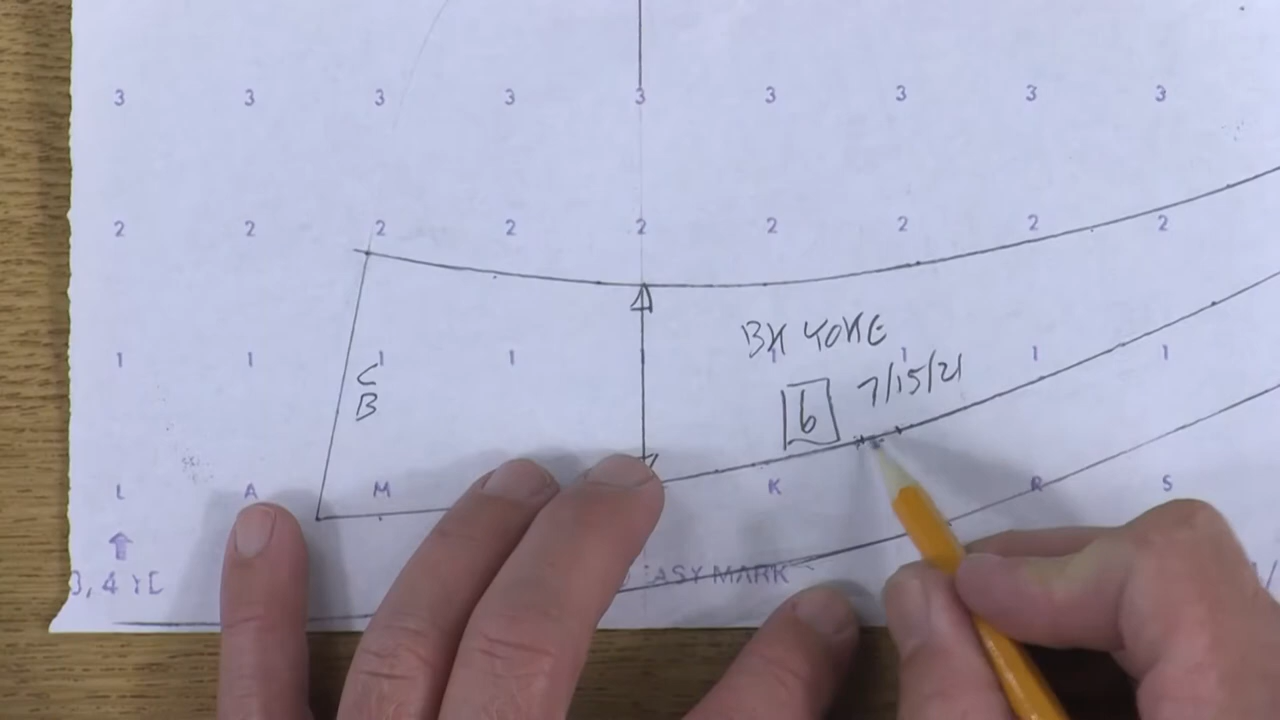 3 3 3 3 3 3 3 3 3
2 2 2 2 2 2 2 2 2
BK YOKE
1 1 1 1 1 1 1 1
7/15/21
C
B
6
L A M K R S
3, 4 YD
EASY MARK